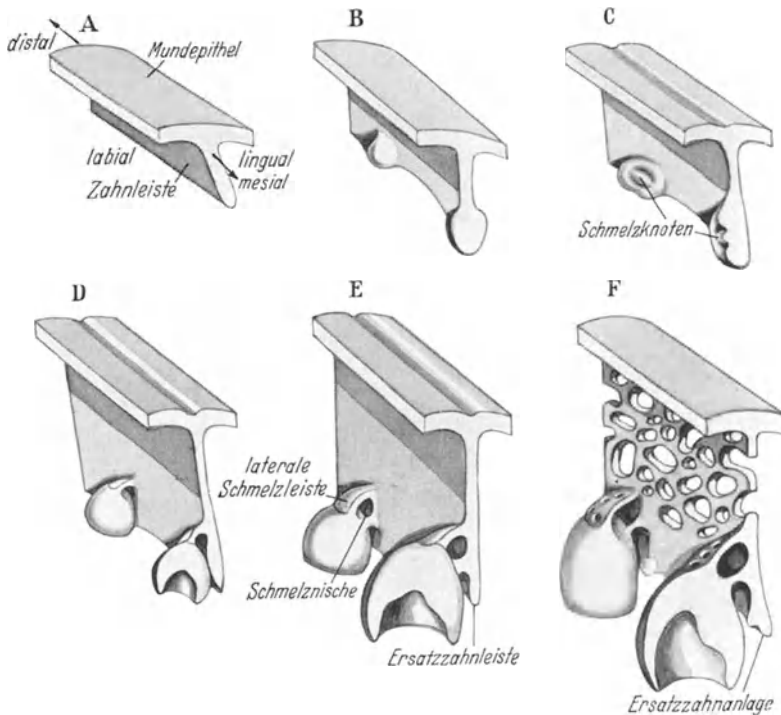 A
B
C
distal
Mundepithel
labial
Zahnleiste
lingual
mesial
Schmelzknoten
D
E
F
laterale
Schmelzleiste
Schmelznische
Ersatzzahnleiste
Ersatzzahnanlage